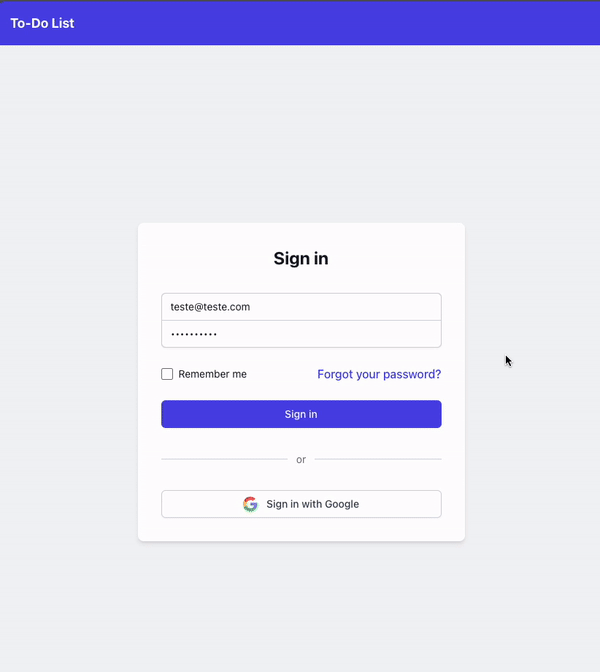 To-Do List
Sign in
teste@teste.com
••••••••••
Remember me Forgot your password?
Sign in
or
Sign in with Google